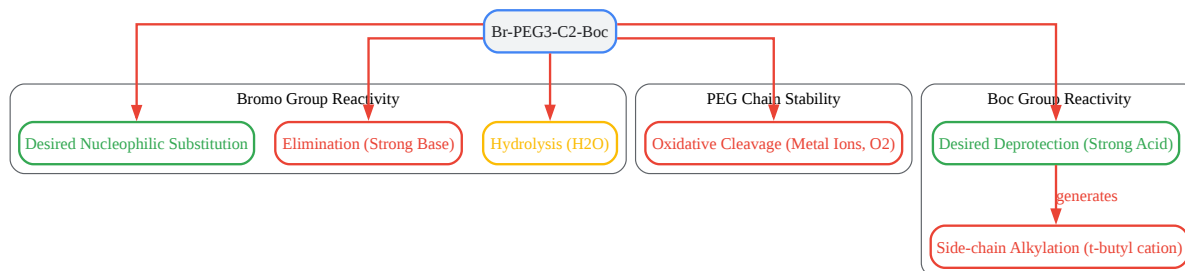 Br-PEG3-C2-Boc
Bromo Group Reactivity
PEG Chain Stability
Boc Group Reactivity
Desired Nucleophilic Substitution
Elimination (Strong Base)
Hydrolysis (H2O)
Oxidative Cleavage (Metal Ions, O2)
Desired Deprotection (Strong Acid)
generates
Side-chain Alkylation (t-butyl cation)